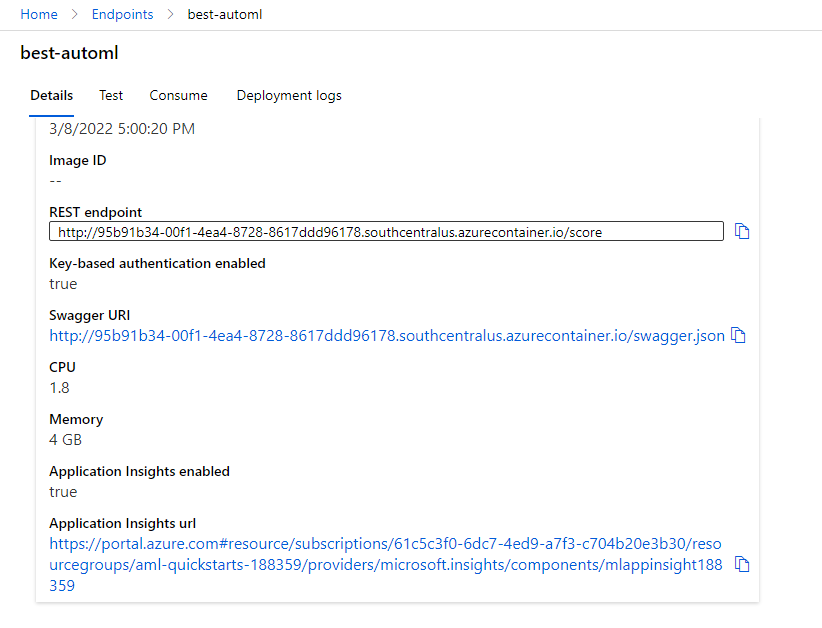 Home > Endpoints > best-automl
best-automl
Details Test Consume Deployment logs
3/8/2022 5:00:20 PM
Image ID
--
REST endpoint
http://95b91b34-00f1-4ea4-8728-8617ddd96178.southcentralus.azurecontainer.io/score
Key-based authentication enabled
true
Swagger URI
http://95b91b34-00f1-4ea4-8728-8617ddd96178.southcentralus.azurecontainer.io/swagger.json
CPU
1.8
Memory
4 GB
Application Insights enabled
true
Application Insights url
https://portal.azure.com#resource/subscriptions/61c5c3f0-6dc7-4ed9-a7f3-c704b20e3b30/reso
urcegroups/aml-quickstarts-188359/providers/microsoft.insights/components/mlappinsight188
359